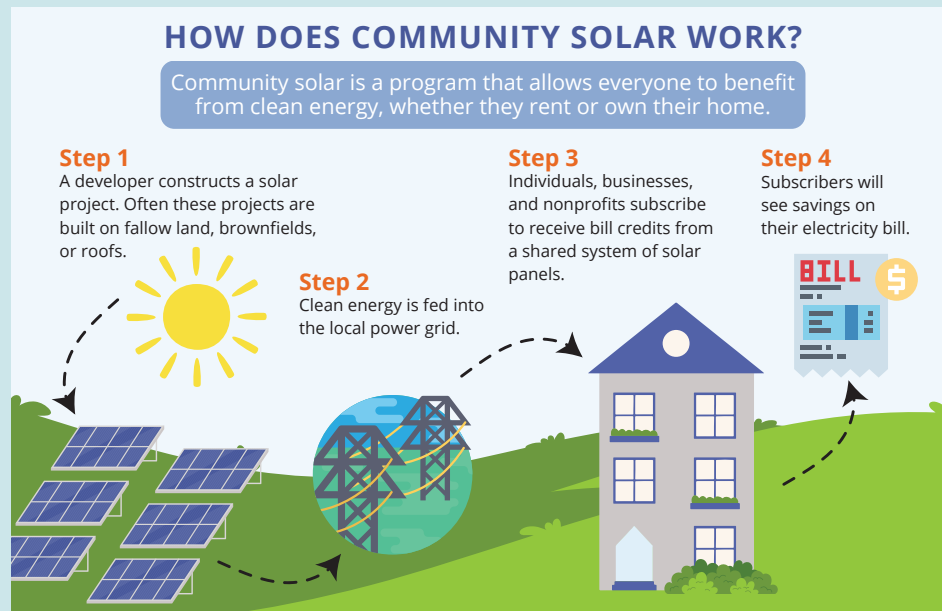 HOW DOES COMMUNITY SOLAR WORK?
Community solar is a program that allows everyone to benefit
from clean energy, whether they rent or own their home.
Step 1
A developer constructs a solar
project. Often these projects are
built on fallow land, brownfields,
or roofs.
Step 2
Clean energy is fed into
the local power grid.
Step 3
Individuals, businesses,
and nonprofits subscribe
to receive bill credits from
a shared system of solar
panels.
Step 4
Subscribers will
see savings on
their electricity bill.
BILL
$